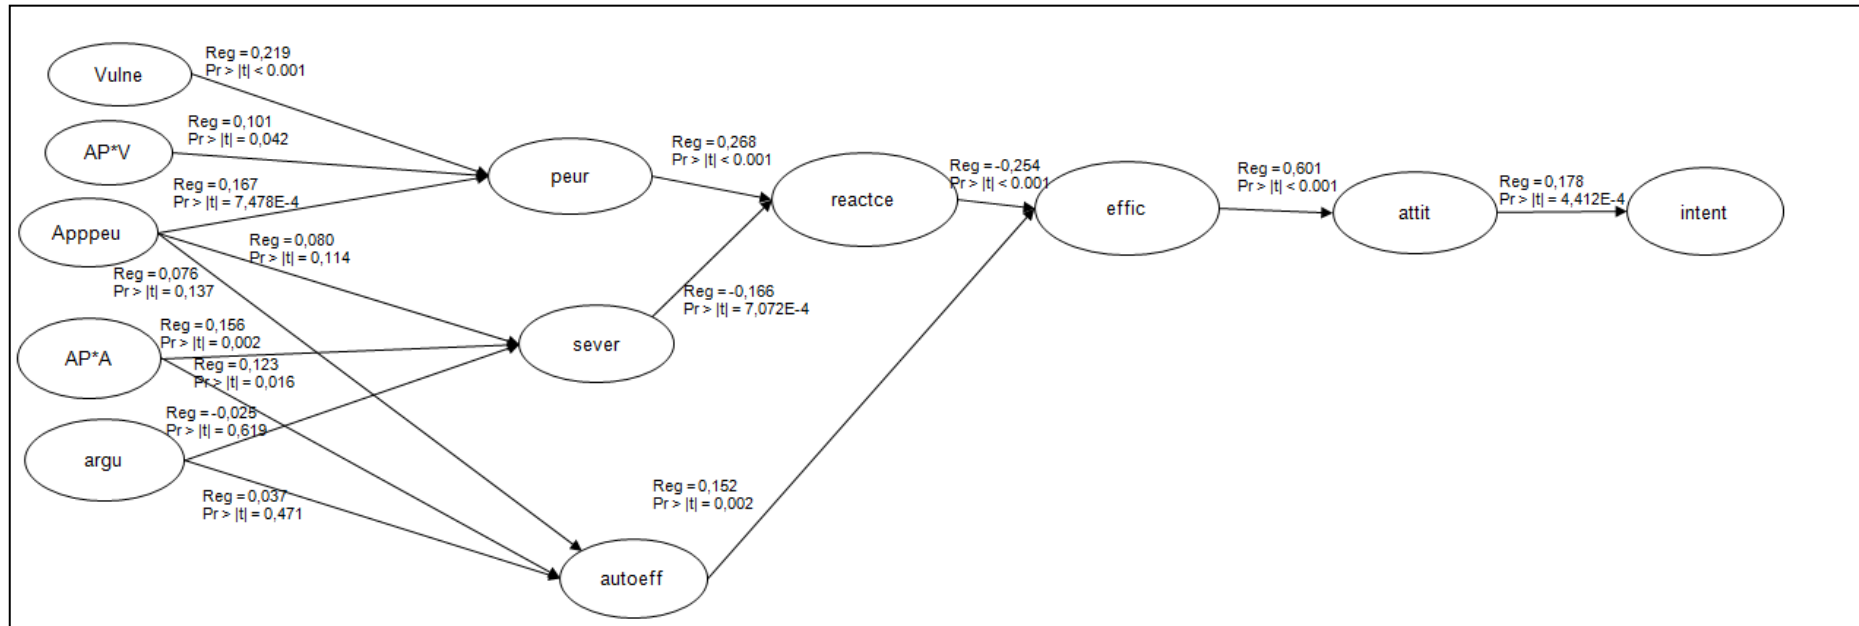 Vulne
Reg = 0,219
Pr > |t| < 0.001
AP*V
Reg = 0,101
Pr > |t| = 0,042
Apppeu
Reg = 0,167
Pr > |t| = 7,478E-4
Reg = 0,080
Pr > |t| = 0,114
Reg = 0,076
Pr > |t| = 0,137
AP*A
Reg = 0,156
Pr > |t| = 0,002
Reg = 0,123
Pr > |t| = 0,016
argu
Reg = -0,025
Pr > |t| = 0,619
Reg = 0,037
Pr > |t| = 0,471
peur
Reg = 0,268
Pr > |t| < 0.001
sever
Reg = -0,166
Pr > |t| = 7,072E-4
autoeff
Reg = 0,152
Pr > |t| = 0,002
reactce
Reg = -0,254
Pr > |t| < 0.001
effic
Reg = 0,601
Pr > |t| < 0.001
attit
Reg = 0,178
Pr > |t| = 4,412E-4
intent